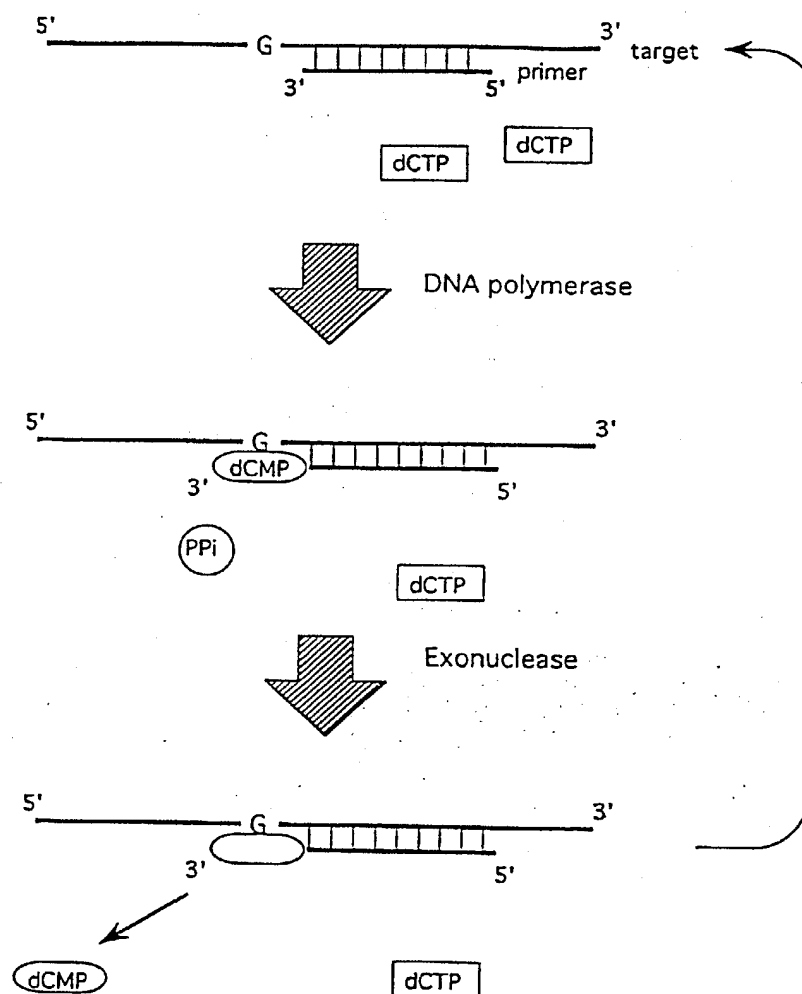 5'
G
3'
target
3'
5'
primer
dCTP
dCTP
DNA polymerase
5'
G
3'
dCMP
3'
5'
PPi
dCTP
Exonuclease
5'
G
3'
3'
5'
dCMP
dCTP